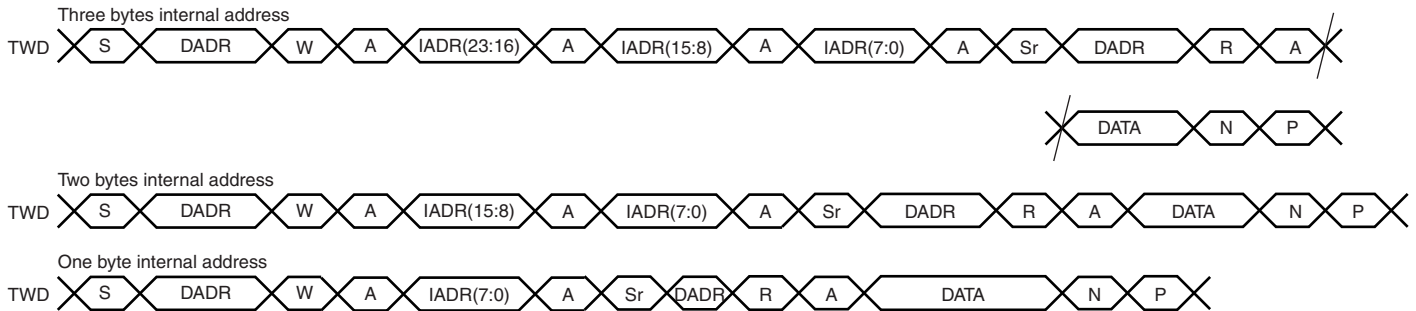 Three bytes internal address
TWD S DADR W A IADR(23:16) A IADR(15:8) A IADR(7:0) A Sr DADR R A
DATA N P
Two bytes internal address
TWD S DADR W A IADR(15:8) A IADR(7:0) A Sr DADR R A DATA N P
One byte internal address
TWD S DADR W A IADR(7:0) A Sr DADR R A DATA N P